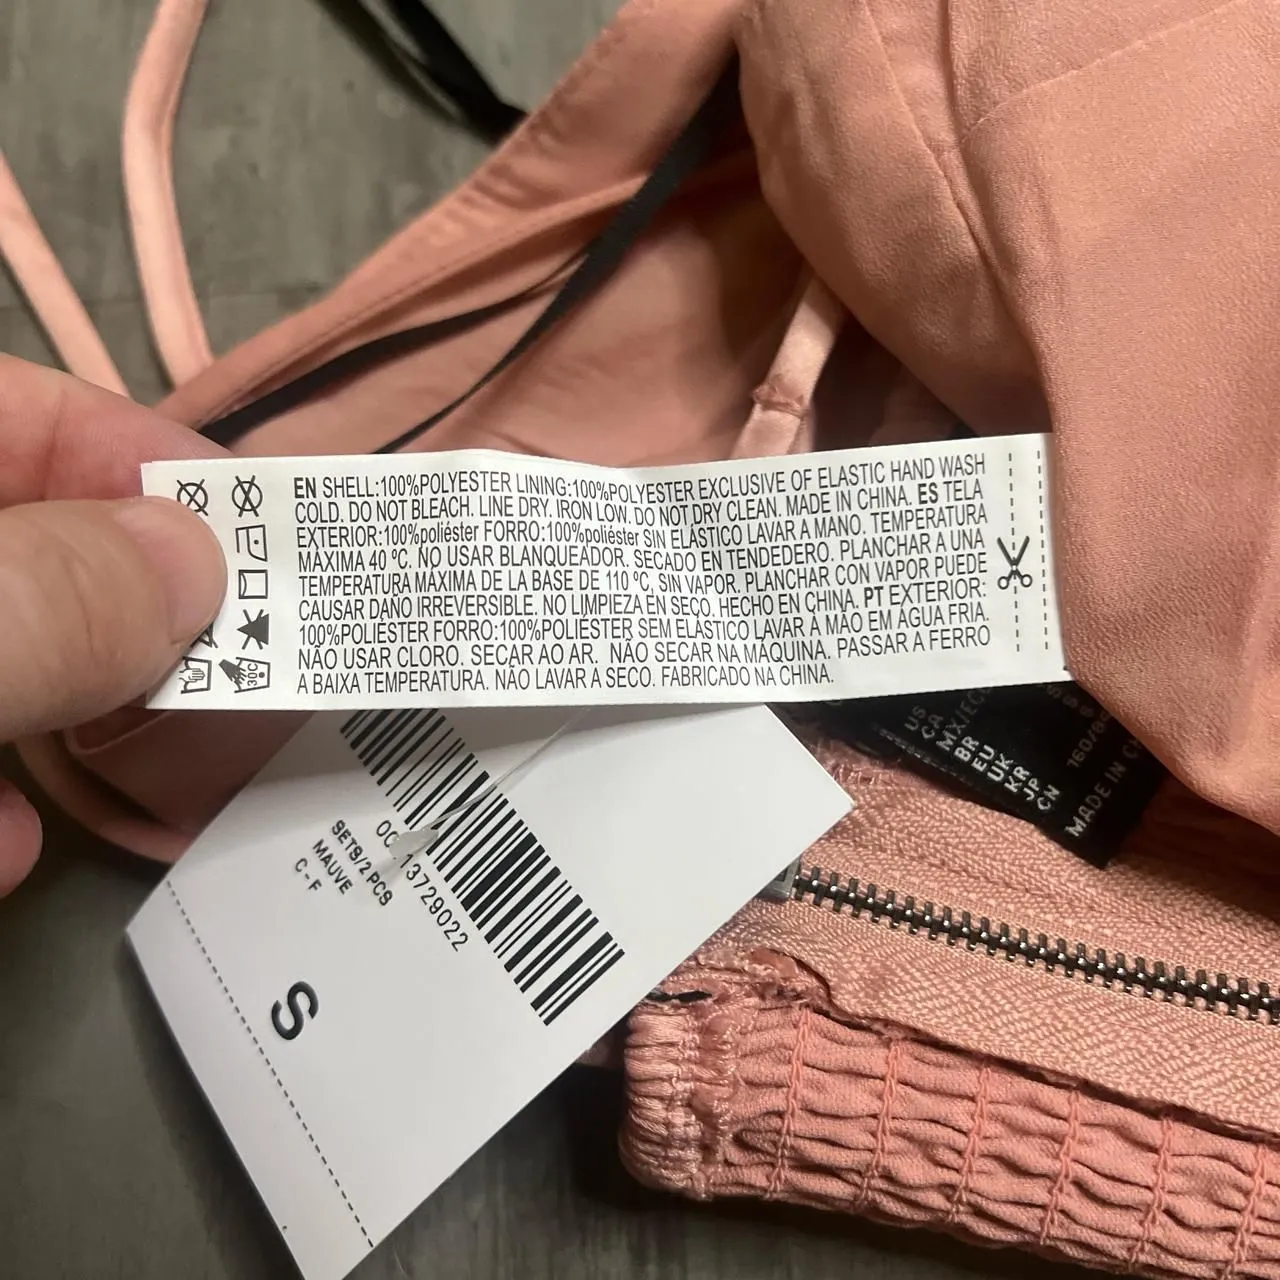 EN SHELL:100%POLYESTER LINING:100%POLYESTER EXCLUSIVE OF ELASTIC HAND WASH
COLD. DO NOT BLEACH. LINE DRY. IRON LOW. DO NOT DRY CLEAN. MADE IN CHINA. ES TELA
EXTERIOR:100%poliéster FORRO:100%poliéster SIN ELÁSTICO LAVAR A MANO. TEMPERATURA
MÁXIMA 40 °C. NO USAR BLANQUEADOR. SECADO EN TENDEDERO. PLANCHAR A UNA
TEMPERATURA MÁXIMA DE LA BASE DE 110 °C, SIN VAPOR. PLANCHAR CON VAPOR PUEDE
CAUSAR DAÑO IRREVERSIBLE. NO LIMPIEZA EN SECO. HECHO EN CHINA. PT EXTERIOR:
100%POLIÉSTER FORRO:100%POLIÉSTER SEM ELÁSTICO LAVAR À MÃO EM ÁGUA FRIA.
NÃO USAR CLORO. SECAR AO AR. NÃO SECAR NA MÁQUINA. PASSAR A FERRO
A BAIXA TEMPERATURA. NÃO LAVAR A SECO. FABRICADO NA CHINA.
30C
13729022
SETS/2PCS
MAUVE
C-F
S
US
CA
BR
EU
UK
KR
JP
CN
MADE IN